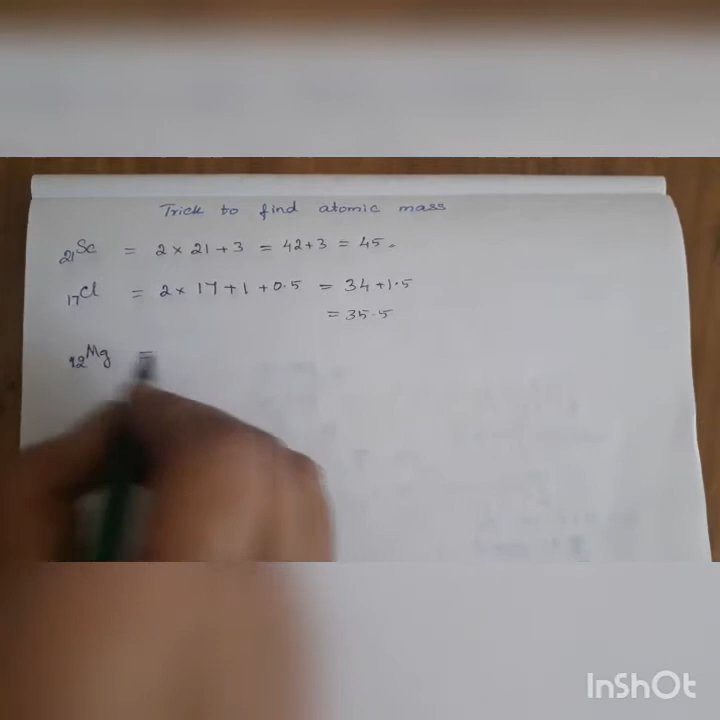 Trick to find atomic mass
₂₁Sc = 2 × 21 + 3 = 42 + 3 = 45.
₁₇Cl = 2 × 17 + 1 + 0.5 = 34 + 1.5
= 35.5
₁₂Mg =
InShOt